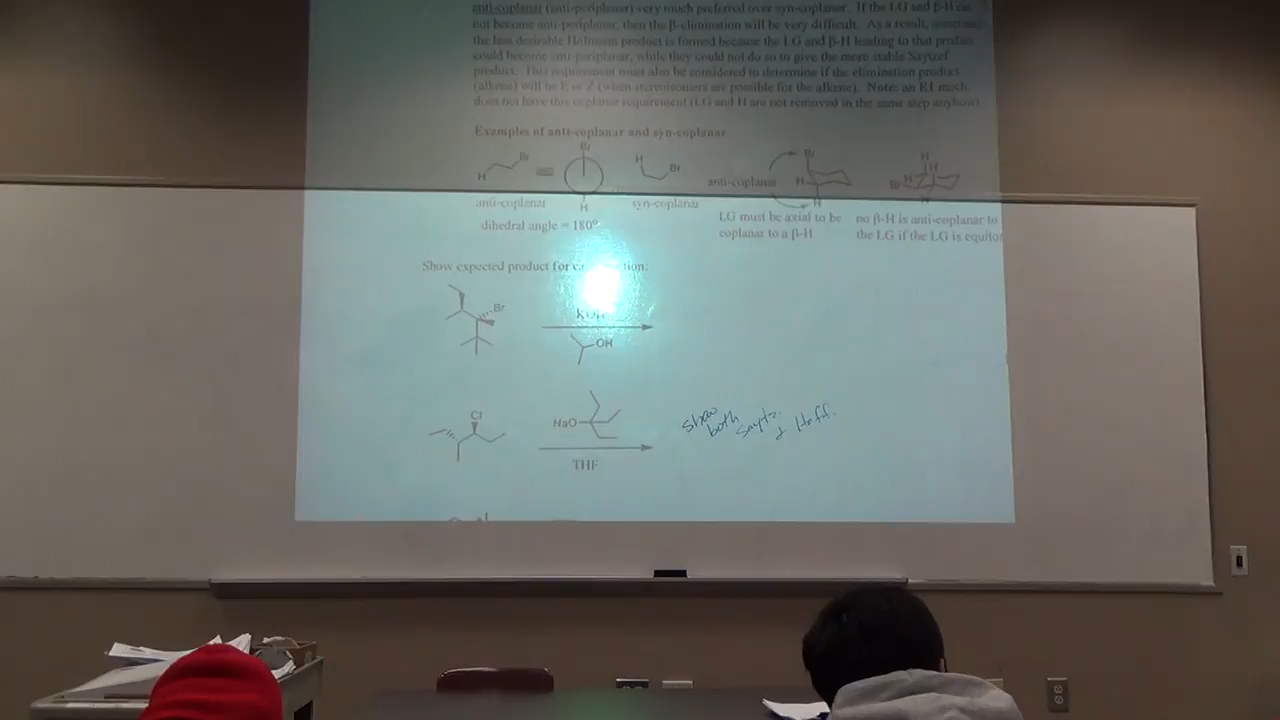 anti-coplanar (anti-periplanar) very much preferred over syn-coplanar. If the LG and β-H can
not become anti-periplanar, then the β-elimination will be very difficult. As a result, sometimes
the less desirable Hofmann product is formed because the LG and β-H leading to that product
could become anti-periplanar, while they could not do so to give the more stable Saytzef
product. This requirement must also be considered to determine if the elimination product
(alkene) will be E or Z (when stereoisomers are possible for the alkene). Note: an E1 mech
does not have this coplanar requirement (LG and H are not removed in the same step anyhow)
Examples of anti-coplanar and syn-coplanar
H Br
Br
H
H Br
anti-coplanar
Br
H
H
H
H
H
Br
anti-coplanar
syn-coplanar
dihedral angle = 180°
LG must be axial to be
coplanar to a β-H
no β-H is anti-coplanar to
the LG if the LG is equitor
Show expected product for
Br
KOH
OH
Cl
NaO
THF
show
both Saytz.
& Hoff.